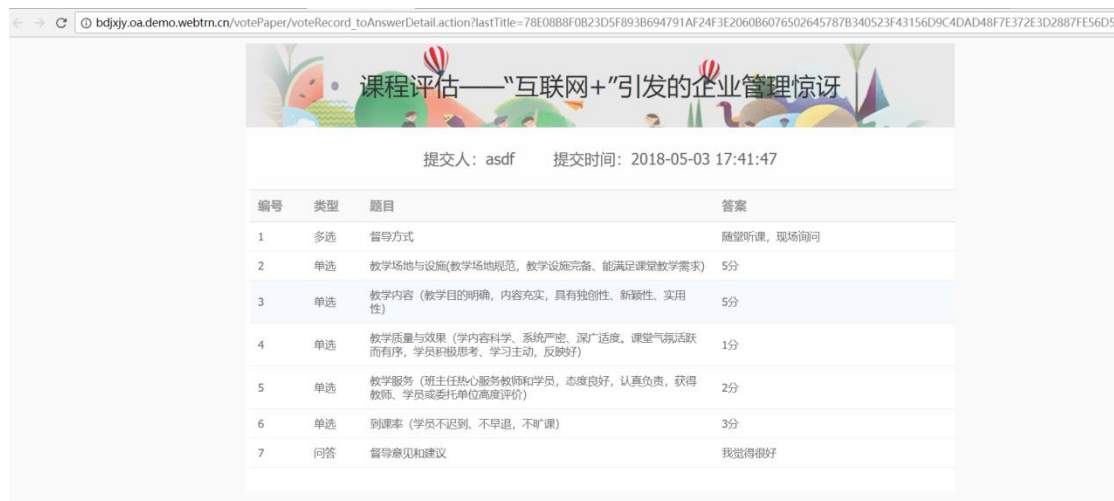 bdjxjy.oa.demo.webtrn.cn/votePaper/voteRecord_toAnswerDetail.action?lastTitle=78E08B8F0B23D5F893B694791AF24F3E2060B6076502645787B340523F43156D9C4DAD48F7E372E3D2887FE56D5
课程评估——“互联网+”引发的企业管理惊讶
提交人：asdf 提交时间：2018-05-03 17:41:47
编号 类型 题目 答案
1 多选 督导方式 随堂听课，现场询问
2 单选 教学场地与设施(教学场地规范，教学设施完备、能满足课堂教学需求) 5分
3 单选 教学内容（教学目的明确，内容充实，具有独创性、新颖性、实用
性） 5分
4 单选 教学质量与效果（学内容科学、系统严密、深广适度。课堂气氛活跃
而有序，学员积极思考、学习主动，反映好） 1分
5 单选 教学服务（班主任热心服务教师和学员，态度良好，认真负责，获得
教师、学员或委托单位高度评价） 2分
6 单选 到课率（学员不迟到、不早退，不旷课） 3分
7 问答 督导意见和建议 我觉得很好